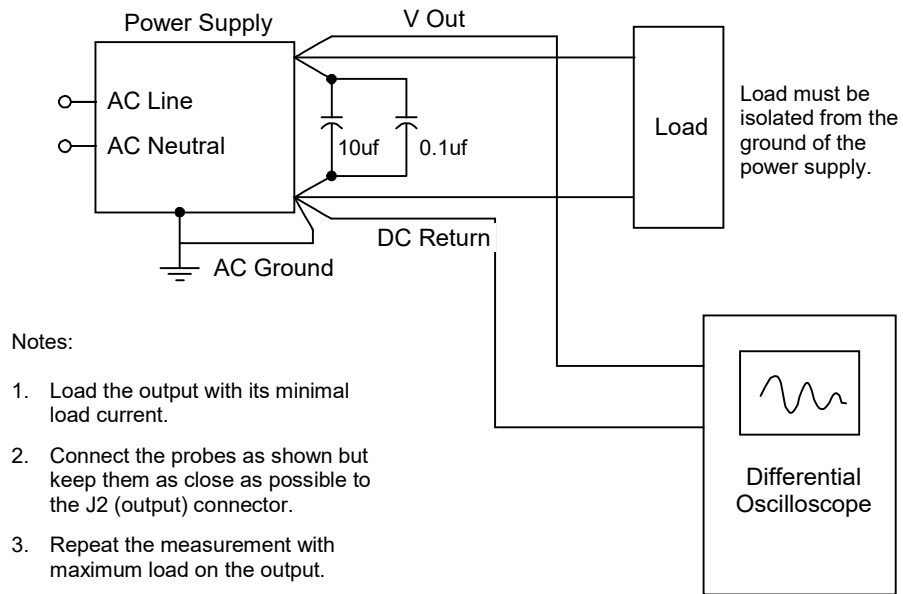 Power Supply
V Out
AC Line
AC Neutral
10uf
0.1uf
Load
Load must be
isolated from the
ground of the
power supply.
DC Return
AC Ground
Notes:
1. Load the output with its minimal
load current.
2. Connect the probes as shown but
keep them as close as possible to
the J2 (output) connector.
3. Repeat the measurement with
maximum load on the output.
Differential
Oscilloscope